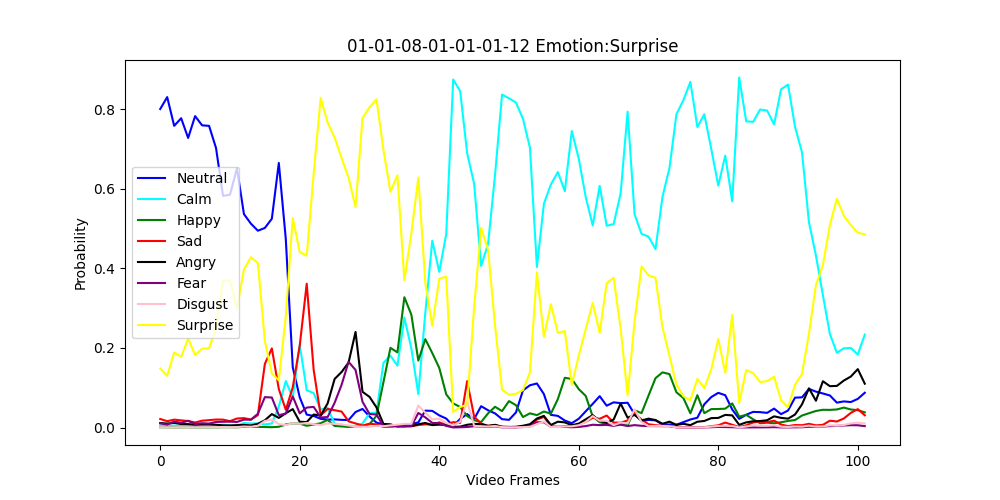 01-01-08-01-01-01-12 Emotion:Surprise
Probability
0.8
0.6
0.4
0.2
0.0
Neutral
Calm
Happy
Sad
Angry
Fear
Disgust
Surprise
0 20 40 60 80 100
Video Frames